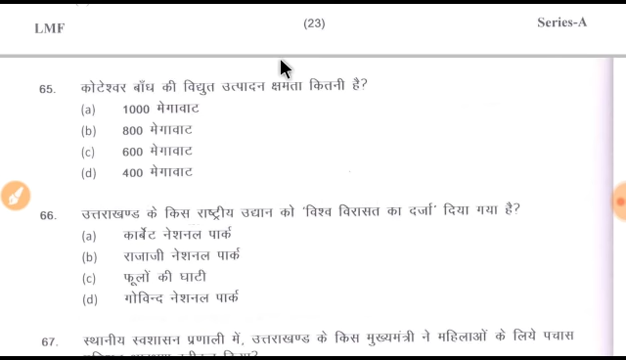 LMF
(23)
Series-A
65. कोटेश्वर बाँध की विद्युत उत्पादन क्षमता कितनी है?
(a) 1000 मेगावाट
(b) 800 मेगावाट
(c) 600 मेगावाट
(d) 400 मेगावाट
66. उत्तराखण्ड के किस राष्ट्रीय उद्यान को ‘विश्व विरासत का दर्जा’ दिया गया है?
(a) कार्बेट नेशनल पार्क
(b) राजाजी नेशनल पार्क
(c) फूलों की घाटी
(d) गोविन्द नेशनल पार्क
67. स्थानीय स्वशासन प्रणाली में, उत्तराखण्ड के किस मुख्यमंत्री ने महिलाओं के लिये पचास